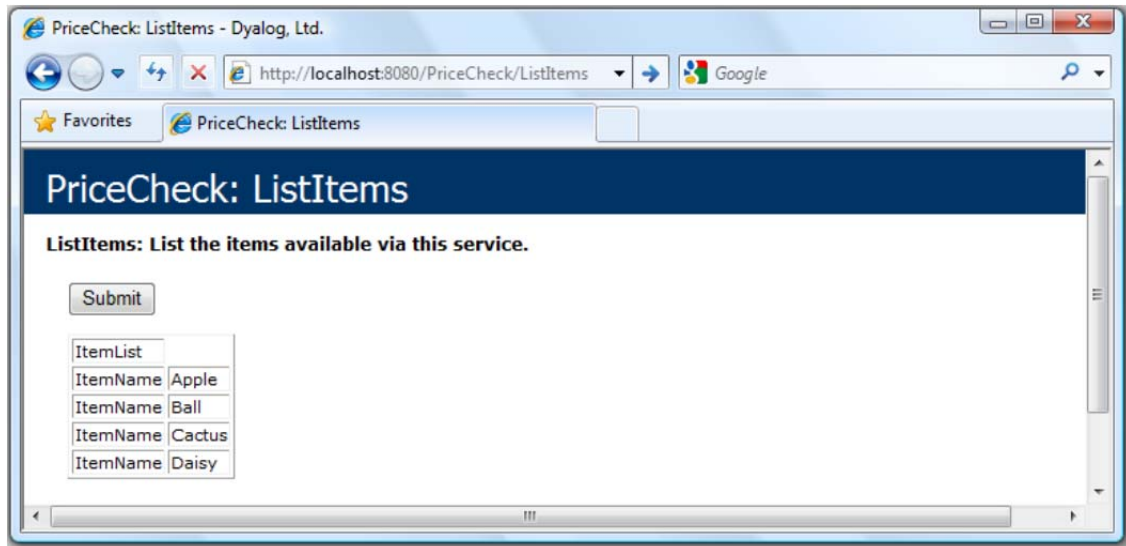 PriceCheck: ListItems - Dyalog, Ltd.
http://localhost:8080/PriceCheck/ListItems Google
Favorites PriceCheck: ListItems
PriceCheck: ListItems
ListItems: List the items available via this service.
Submit
ItemList
ItemName Apple
ItemName Ball
ItemName Cactus
ItemName Daisy